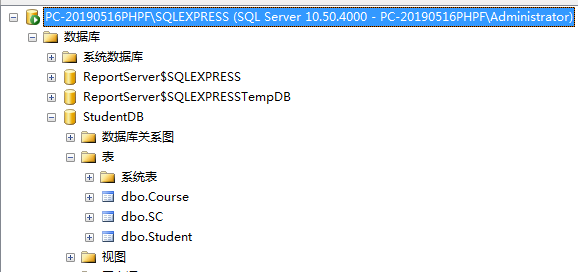 PC-20190516PHPF\SQLEXPRESS (SQL Server 10.50.4000 - PC-20190516PHPF\Administrator)
数据库
系统数据库
ReportServer$SQLEXPRESS
ReportServer$SQLEXPRESSTempDB
StudentDB
数据库关系图
表
系统表
dbo.Course
dbo.SC
dbo.Student
视图